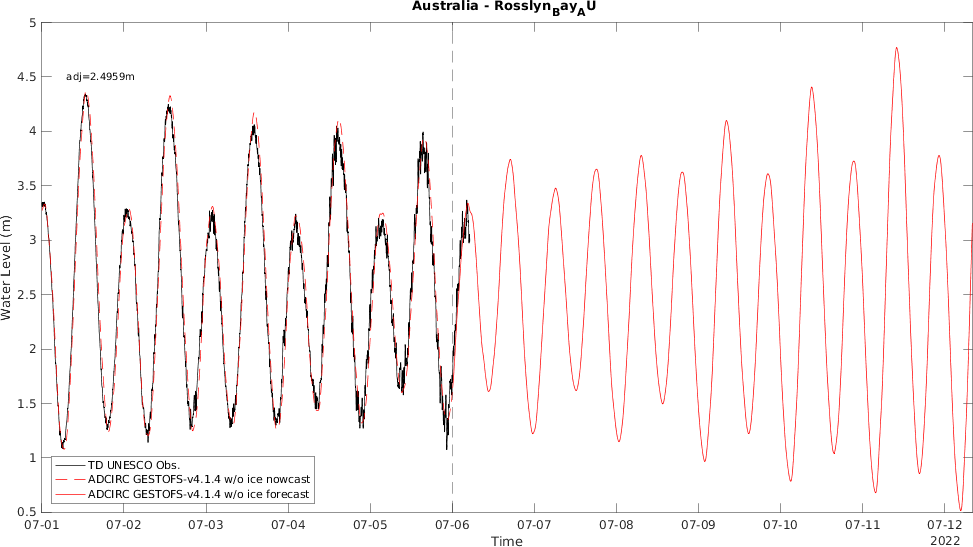 Australia - Rosslyn_Bay_AU
5
4.5
adj=2.4959m
4
3.5
3
2.5
2
1.5
1
0.5
Water Level (m)
TD UNESCO Obs.
ADCIRC GESTOFS-v4.1.4 w/o ice nowcast
ADCIRC GESTOFS-v4.1.4 w/o ice forecast
07-01 07-02 07-03 07-04 07-05 07-06 07-07 07-08 07-09 07-10 07-11 07-12
Time
2022